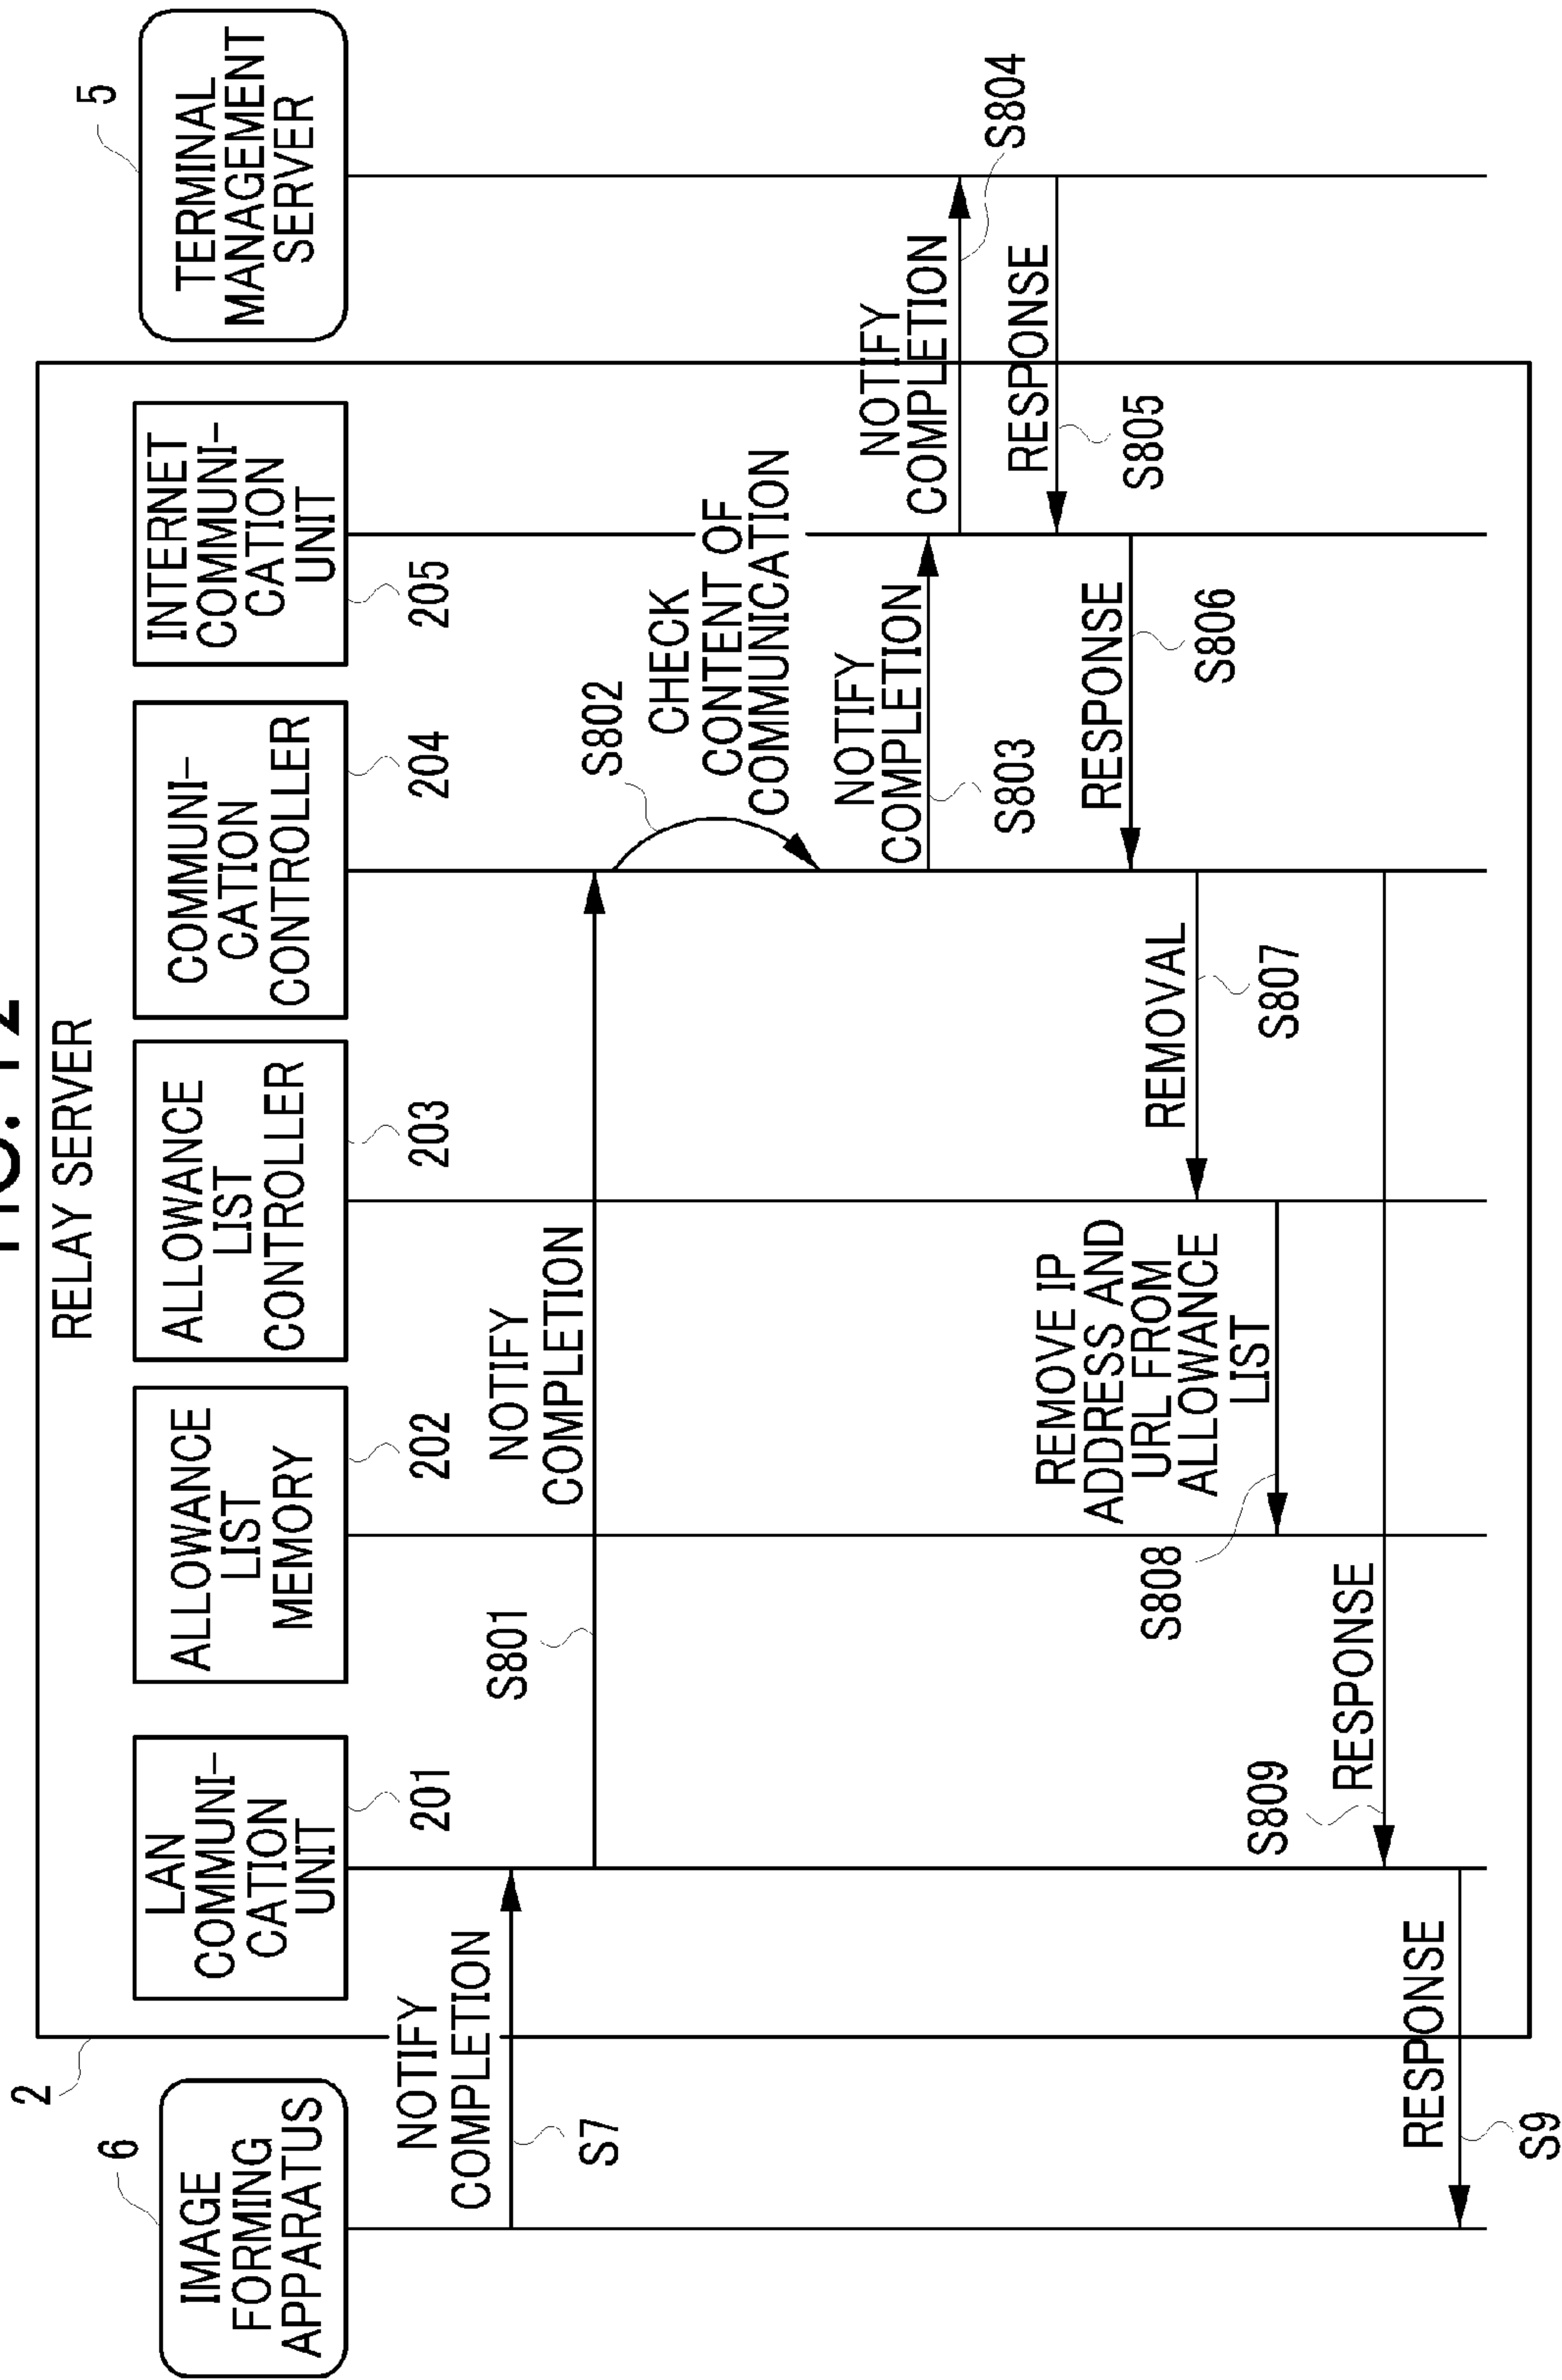 FIG. 12
RELAY SERVER
2
6
IMAGE
FORMING
APPARATUS
LAN
COMMUNI-
CATION
UNIT
201
ALLOWANCE
LIST
MEMORY
202
ALLOWANCE
LIST
CONTROLLER
203
COMMUNI-
CATION
CONTROLLER
204
INTERNET
COMMUNI-
CATION
UNIT
205
5
TERMINAL
MANAGEMENT
SERVER
NOTIFY
COMPLETION
S7
S801
NOTIFY
COMPLETION
S802
CHECK
CONTENT OF
COMMUNICATION
NOTIFY
COMPLETION
S803
NOTIFY
COMPLETION
S804
RESPONSE
S805
RESPONSE
S806
REMOVAL
S807
REMOVE IP
ADDRESS AND
URL FROM
ALLOWANCE
LIST
S808
RESPONSE
S809
RESPONSE
S9